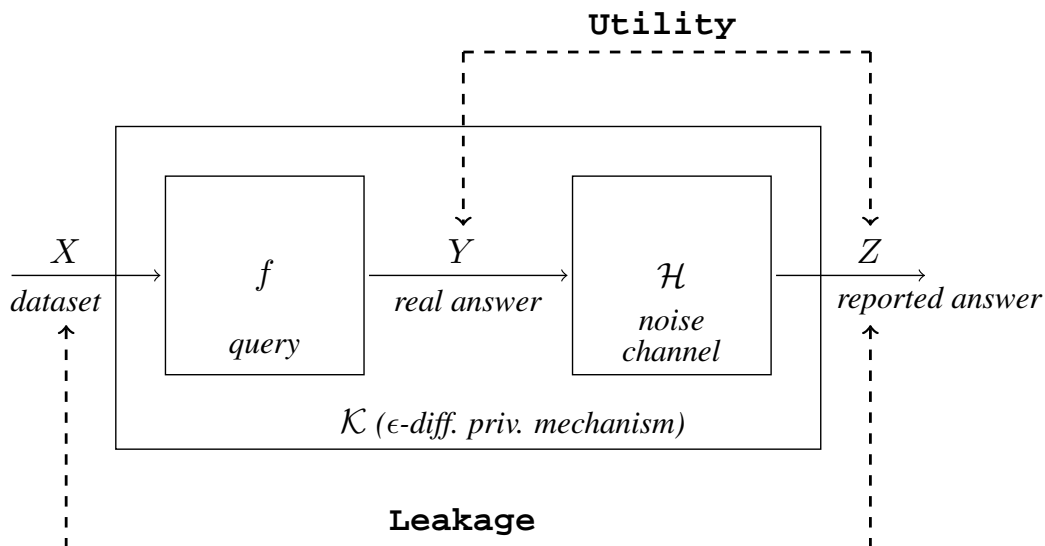 Utility
X
dataset
f
query
Y
real answer
ℋ
noise
channel
Z
reported answer
𝒦 (ϵ-diff. priv. mechanism)
Leakage